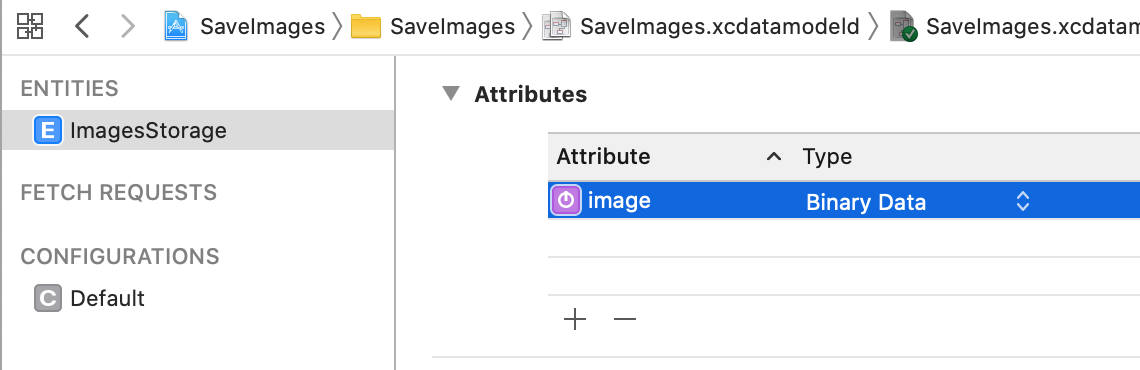 SaveImages SaveImages SaveImages.xcdatamodeld SaveImages.xcdatam
ENTITIES
E ImagesStorage
FETCH REQUESTS
CONFIGURATIONS
C Default
Attributes
Attribute Type
image Binary Data